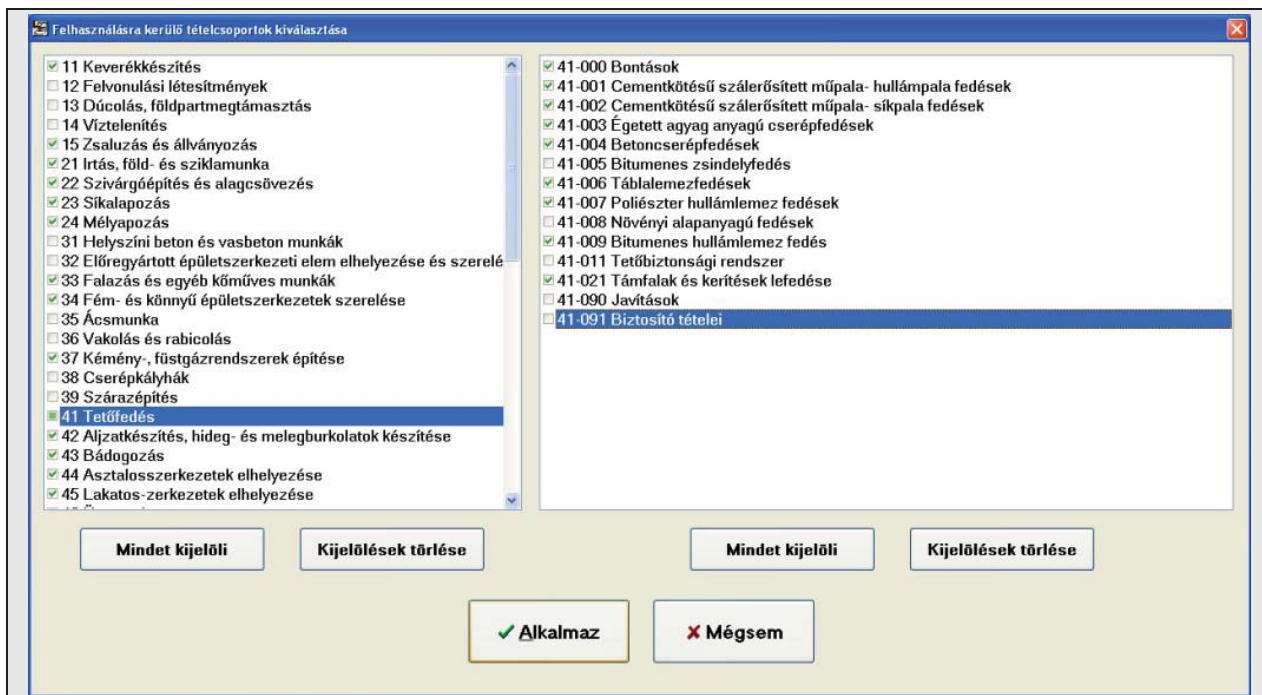 Felhasználásra kerülő tételcsoportok kiválasztása
11 Keverékkészítés
12 Felvonulási létesítmények
13 Dúcolás, földpartmegtámasztás
14 Víztelenítés
15 Zsaluzás és állványozás
21 Irtás, föld- és sziklamunka
22 Szivárgóépítés és alagcsövezés
23 Síkalapozás
24 Mélyapozás
31 Helyszíni beton és vasbeton munkák
32 Előregyártott épületszerkezeti elem elhelyezése és szerelé
33 Falazás és egyéb kőműves munkák
34 Fém- és könnyű épületszerkezetek szerelése
35 Ácsmunka
36 Vakolás és rabicolás
37 Kémény-, füstgázrendszerek építése
38 Cserépkályhák
39 Szárazépítés
41 Tetőfedés
42 Aljzatkészítés, hideg- és melegburkolatok készítése
43 Bádogozás
44 Asztalosszerkezetek elhelyezése
45 Lakatos-zerkezetek elhelyezése
41-000 Bontások
41-001 Cementkötésű szálerősített műpala- hullámpala fedések
41-002 Cementkötésű szálerősített műpala- síkpala fedések
41-003 Égetett agyag anyagú cserépfedések
41-004 Betoncserépfedések
41-005 Bitumenes zsindelyfedés
41-006 Táblalemezfedések
41-007 Poliészter hullámlemez fedések
41-008 Növényi alapanyagú fedések
41-009 Bitumenes hullámlemez fedés
41-011 Tetőbiztonsági rendszer
41-021 Támfalak és kerítések lefedése
41-090 Javítások
41-091 Biztosító tételei
Mindet kijelöli
Kijelölések törlése
Mindet kijelöli
Kijelölések törlése
Alkalmaz
Mégsem